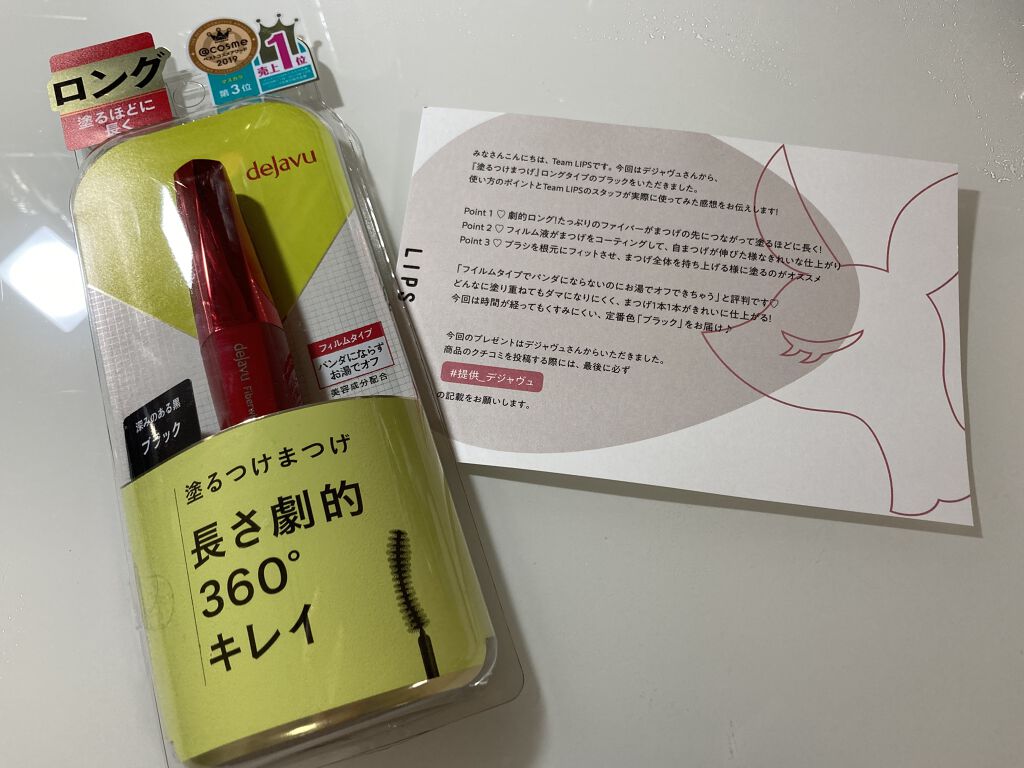 ロング
塗るほどに
長く
@cosme
ベストコスメアワード
2019
マスカラ
第3位
売上1位
dejavu
dejavu Fiberw
フィルムタイプ
パンダにならず
お湯でオフ
美容成分配合
深みのある黒
ブラック
塗るつけまつげ
長さ劇的
360°
キレイ
LIPS
みなさんこんにちは、Team LIPSです。今回はデジャヴュさんから、
『塗るつけまつげ』ロングタイプのブラックをいただきました。
使い方のポイントとTeam LIPSのスタッフが実際に使ってみた感想をお伝えします!
Point 1 ♡ 劇的ロング!たっぷりのファイバーがまつげの先につながって塗るほどに長く!
Point 2 ♡ フィルム液がまつげをコーティングして、自まつげが伸びた様なきれいな仕上がり
Point 3 ♡ ブラシを根元にフィットさせ、まつげ全体を持ち上げる様に塗るのがオススメ
「フイルムタイプでパンダにならないのにお湯でオフできちゃう」と評判です♡
どんなに塗り重ねてもダマになりにくく、まつげ1本1本がきれいに仕上がる!
今回は時間が経ってもくすみにくい、定番色「ブラック」をお届け♪
今回のプレゼントはデジャヴュさんからいただきました。
商品のクチコミを投稿する際には、最後に必ず
#提供_デジャヴュ
の記載をお願いします。